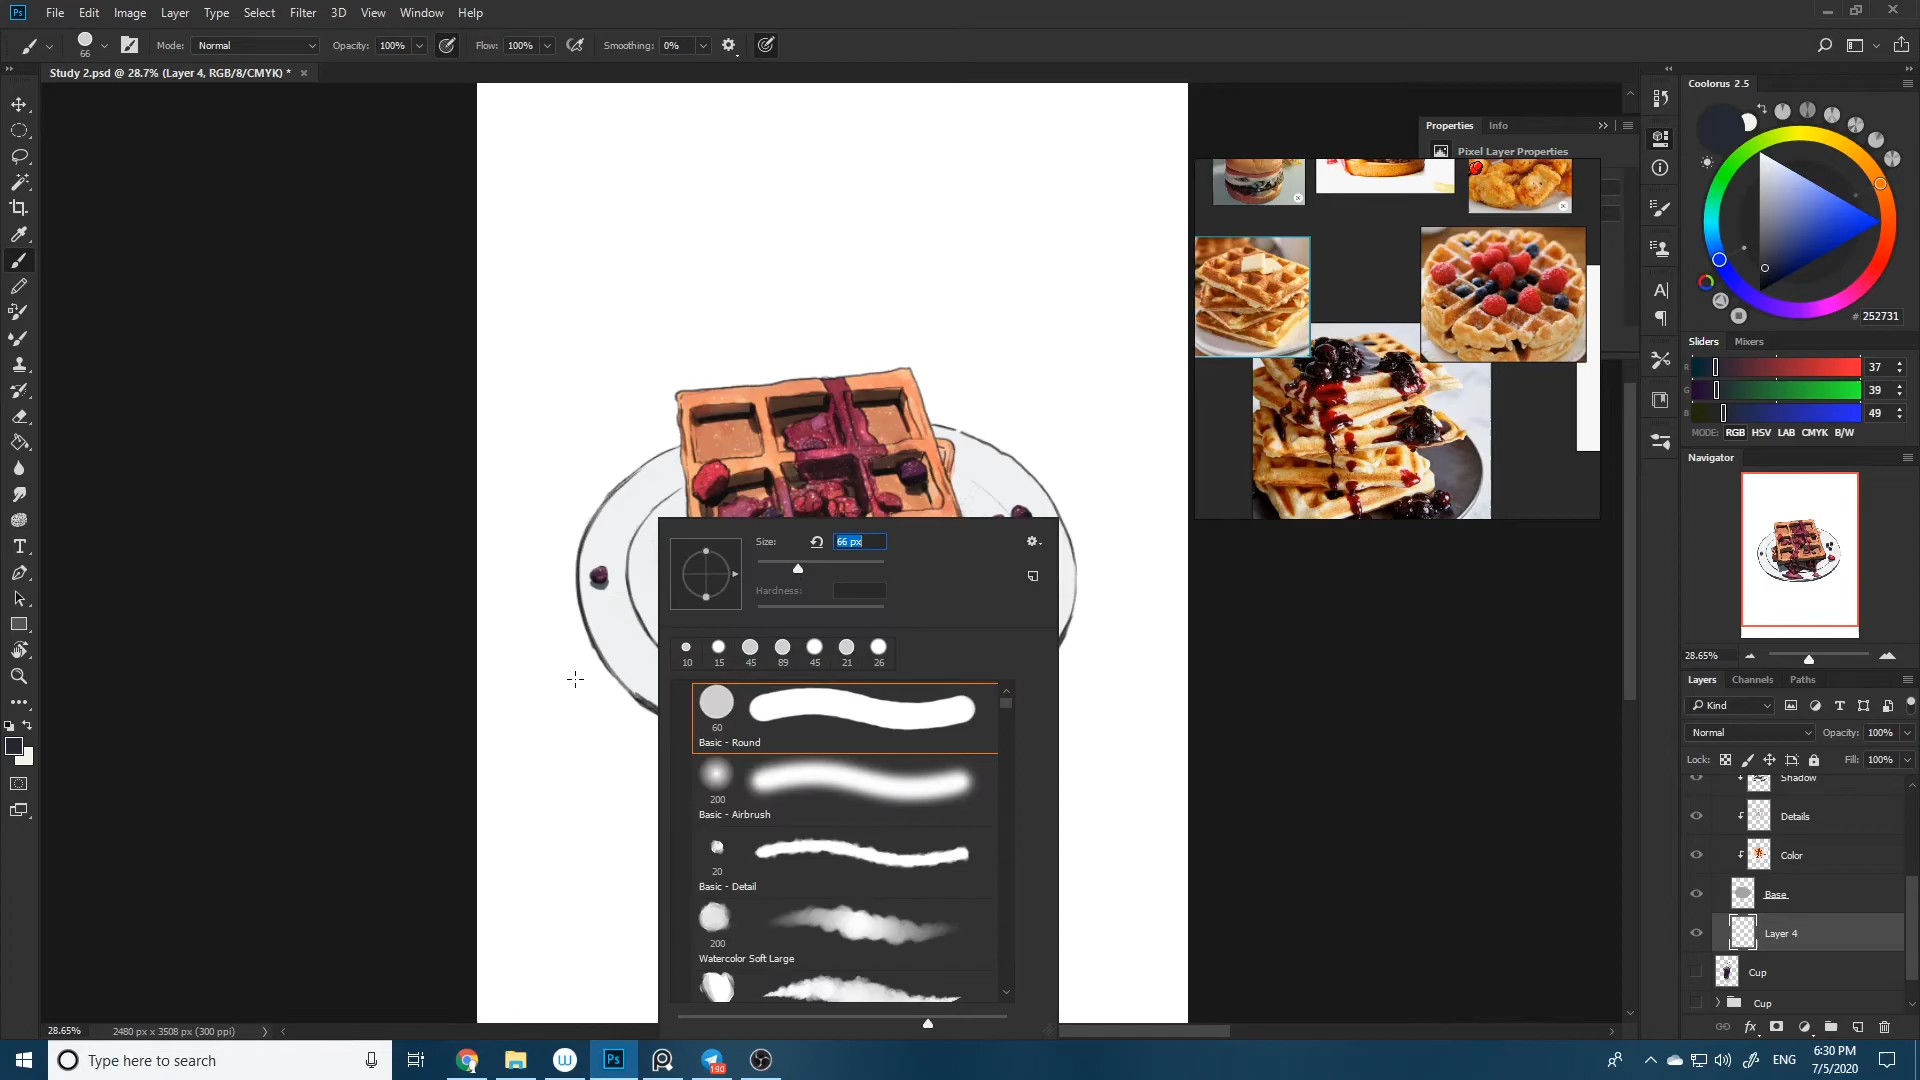 Ps File Edit Image Layer Type Select Filter 3D View Window Help
66 Mode: Normal Opacity: 100% Flow: 100% Smoothing: 0%
Study 2.psd @ 28.7% (Layer 4, RGB/8/CMYK) * ×
Coolorus 2.5
Properties Info
Pixel Layer Properties
# 252731
Sliders Mixers
R 37
G 39
B 49
MODE: RGB HSV LAB CMYK B/W
Navigator
28.65%
Size: 66 px
Hardness:
10 15 45 89 45 21 26
60
Basic - Round
200
Basic - Airbrush
20
Basic - Detail
200
Watercolor Soft Large
Layers Channels Paths
Kind
Normal Opacity: 100%
Lock: Fill: 100%
Shadow
Details
Color
Base
Layer 4
Cup
Cup
fx
28.65% 2480 px x 3508 px (300 ppi)
Type here to search
Ps
190
ENG
6:30 PM
7/5/2020